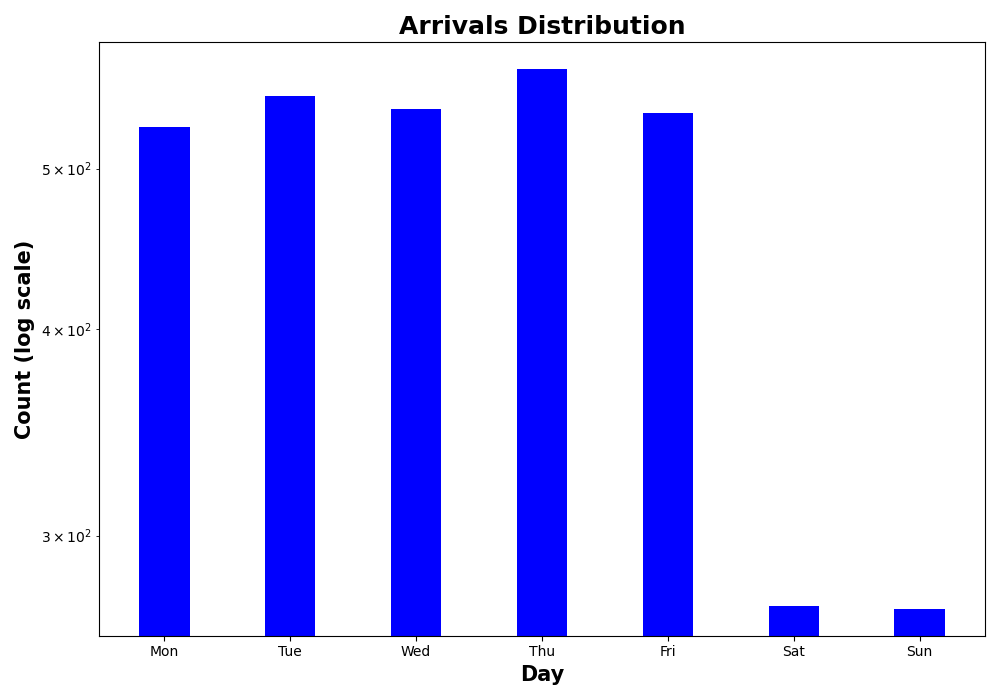 Arrivals Distribution
Count (log scale)
5 × 10²
4 × 10²
3 × 10²
Mon Tue Wed Thu Fri Sat Sun
Day